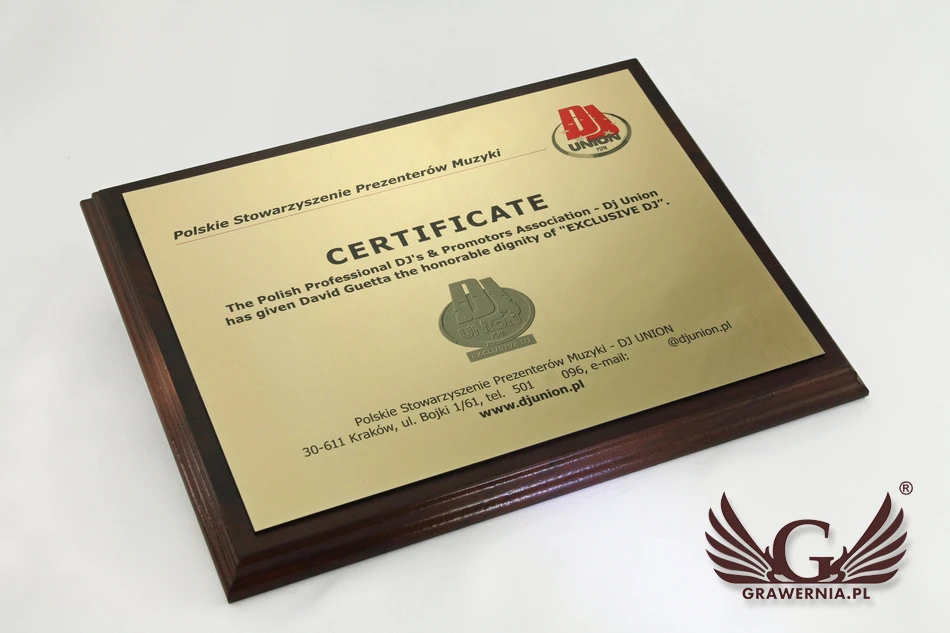 DJ
UNION
PSPM
Polskie Stowarzyszenie Prezenterów Muzyki
CERTIFICATE
The Polish Professional DJ's & Promotors Association - Dj Union
has given David Guetta the honorable dignity of "EXCLUSIVE DJ".
DJ
UNION
EXCLUSIVE DJ
Polskie Stowarzyszenie Prezenterów Muzyki - DJ UNION
30-611 Kraków, ul. Bojki 1/61, tel. 501 096, e-mail: @djunion.pl
www.djunion.pl
G ®
GRAWERNIA.PL